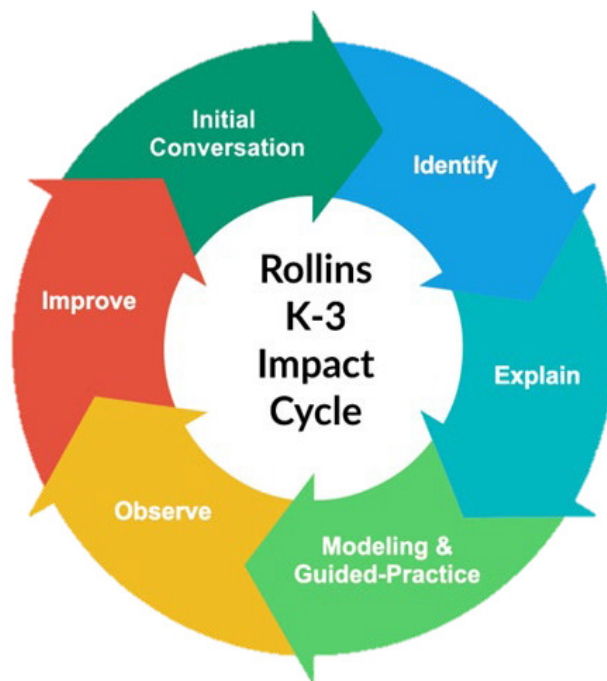 Initial
Conversation
Identify
Explain
Modeling &
Guided-Practice
Observe
Improve
Rollins
K-3
Impact
Cycle